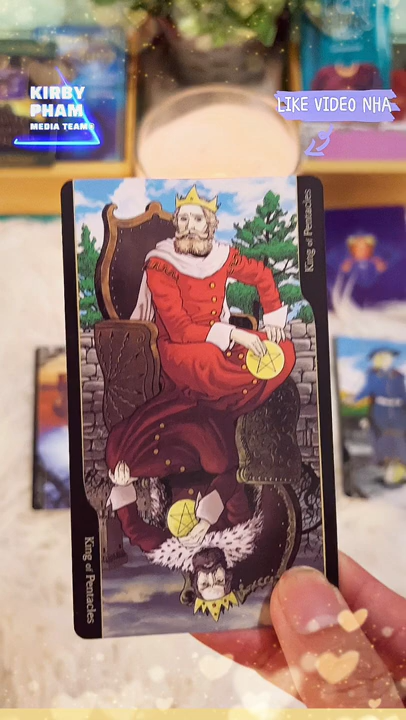 KIRBY
PHAM
MEDIA TEAM®
LIKE VIDEO NHA
King of Pentacles
King of Pentacles